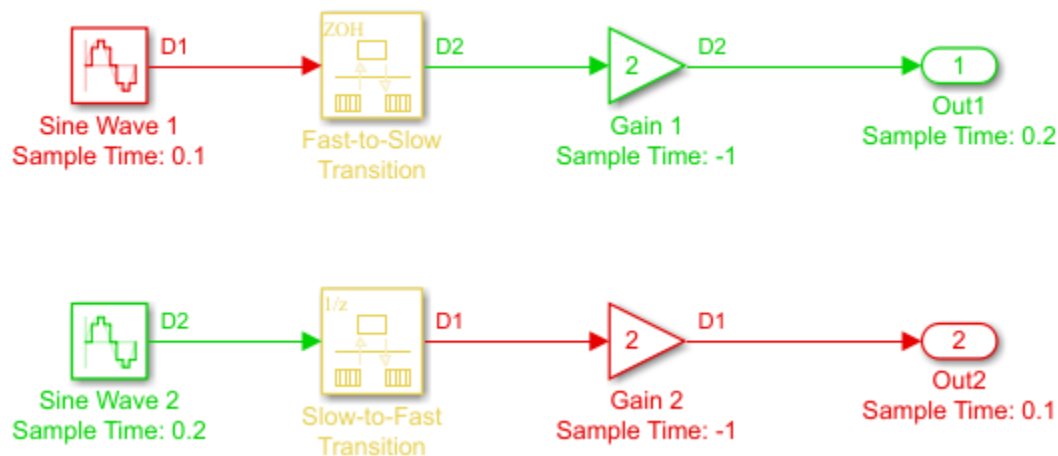 D1
ZOH
D2
2
D2
1
Sine Wave 1
Sample Time: 0.1
Fast-to-Slow
Transition
Gain 1
Sample Time: -1
Out1
Sample Time: 0.2
D2
1/z
D1
2
D1
2
Sine Wave 2
Sample Time: 0.2
Slow-to-Fast
Transition
Gain 2
Sample Time: -1
Out2
Sample Time: 0.1